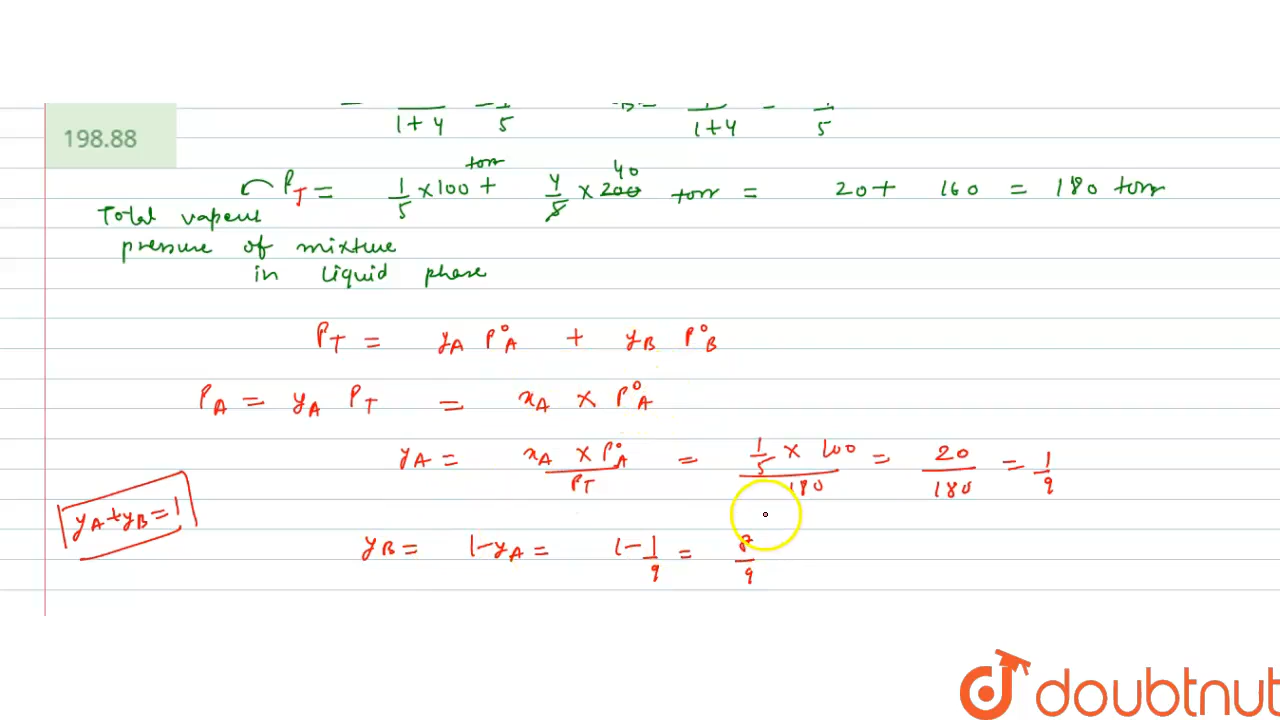 1+4 5 1+4 5
198.88
P_T = 1/5 × 100 torr + 4/5 × 200 40 torr = 20 + 160 = 180 torr
Total vapour
pressure of mixture
in liquid phase
P_T = y_A P°_A + y_B P°_B
P_A = y_A P_T = x_A × P°_A
y_A = x_A × P°_A / P_T = 1/5 × 100 / 180 = 20/180 = 1/9
y_A + y_B = 1
y_B = 1 - y_A = 1 - 1/9 = 8/9
doubtnut